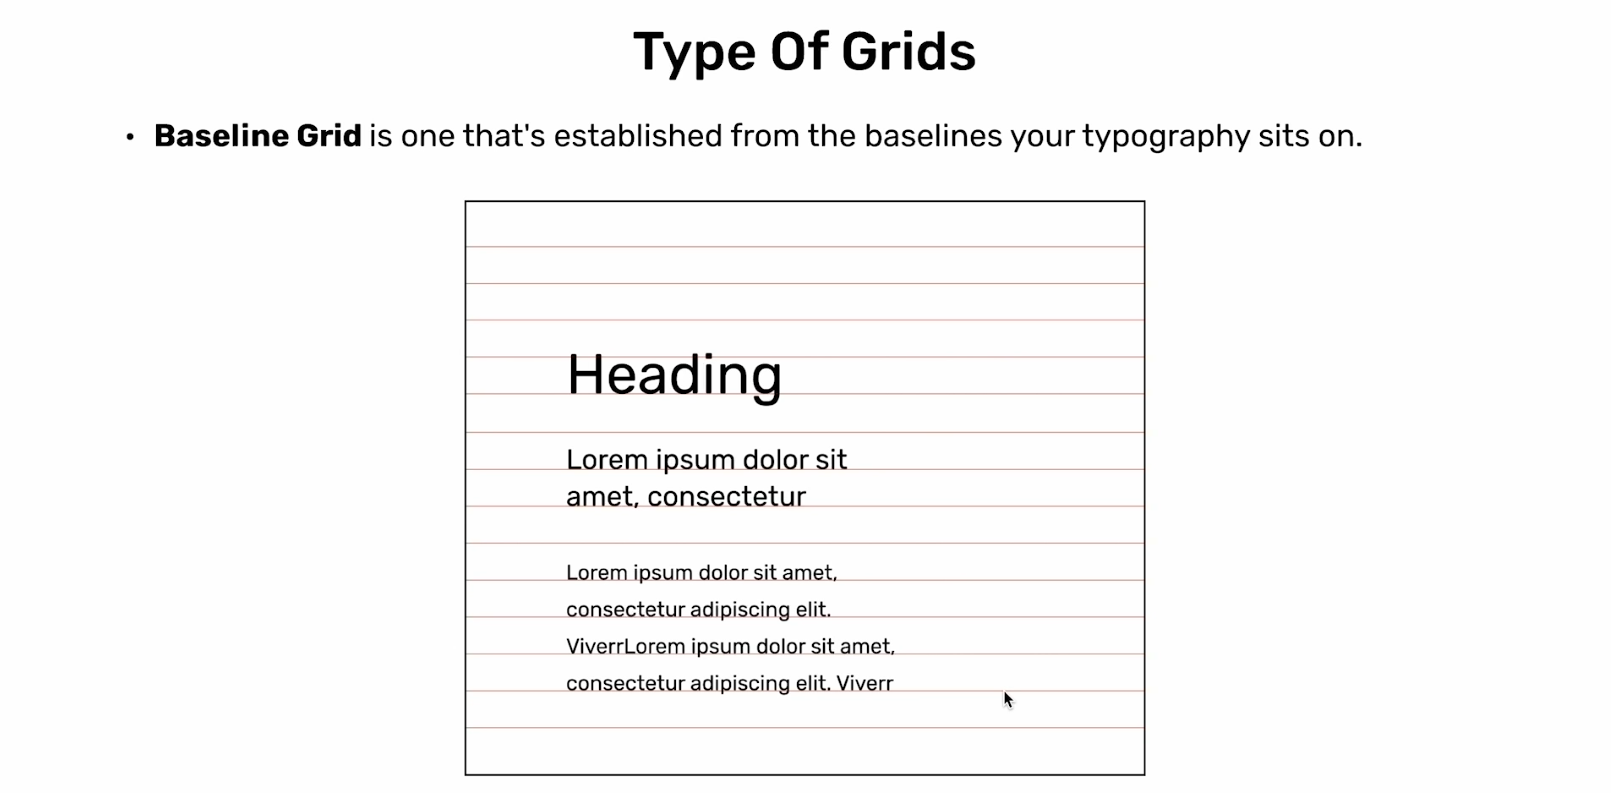 Type Of Grids
• Baseline Grid is one that's established from the baselines your typography sits on.
Heading
Lorem ipsum dolor sit
amet, consectetur
Lorem ipsum dolor sit amet,
consectetur adipiscing elit.
ViverrLorem ipsum dolor sit amet,
consectetur adipiscing elit. Viverr